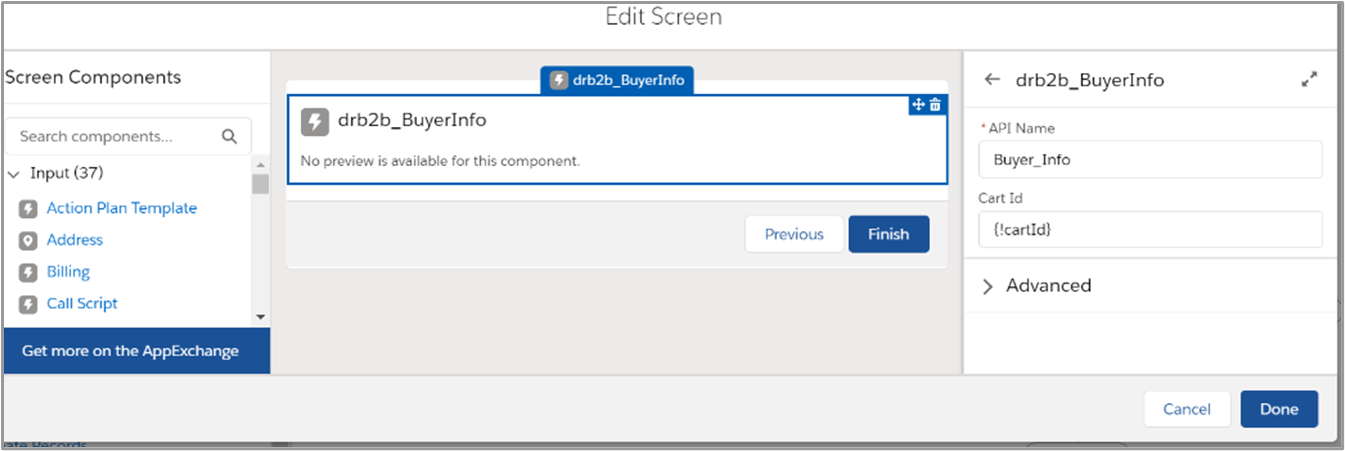 Edit Screen
Screen Components
Search components...
Input (37)
Action Plan Template
Address
Billing
Call Script
Get more on the AppExchange
drb2b_BuyerInfo
drb2b_BuyerInfo
No preview is available for this component.
Previous
Finish
drb2b_BuyerInfo
* API Name
Buyer_Info
Cart Id
{!cartId}
Advanced
Cancel
Done